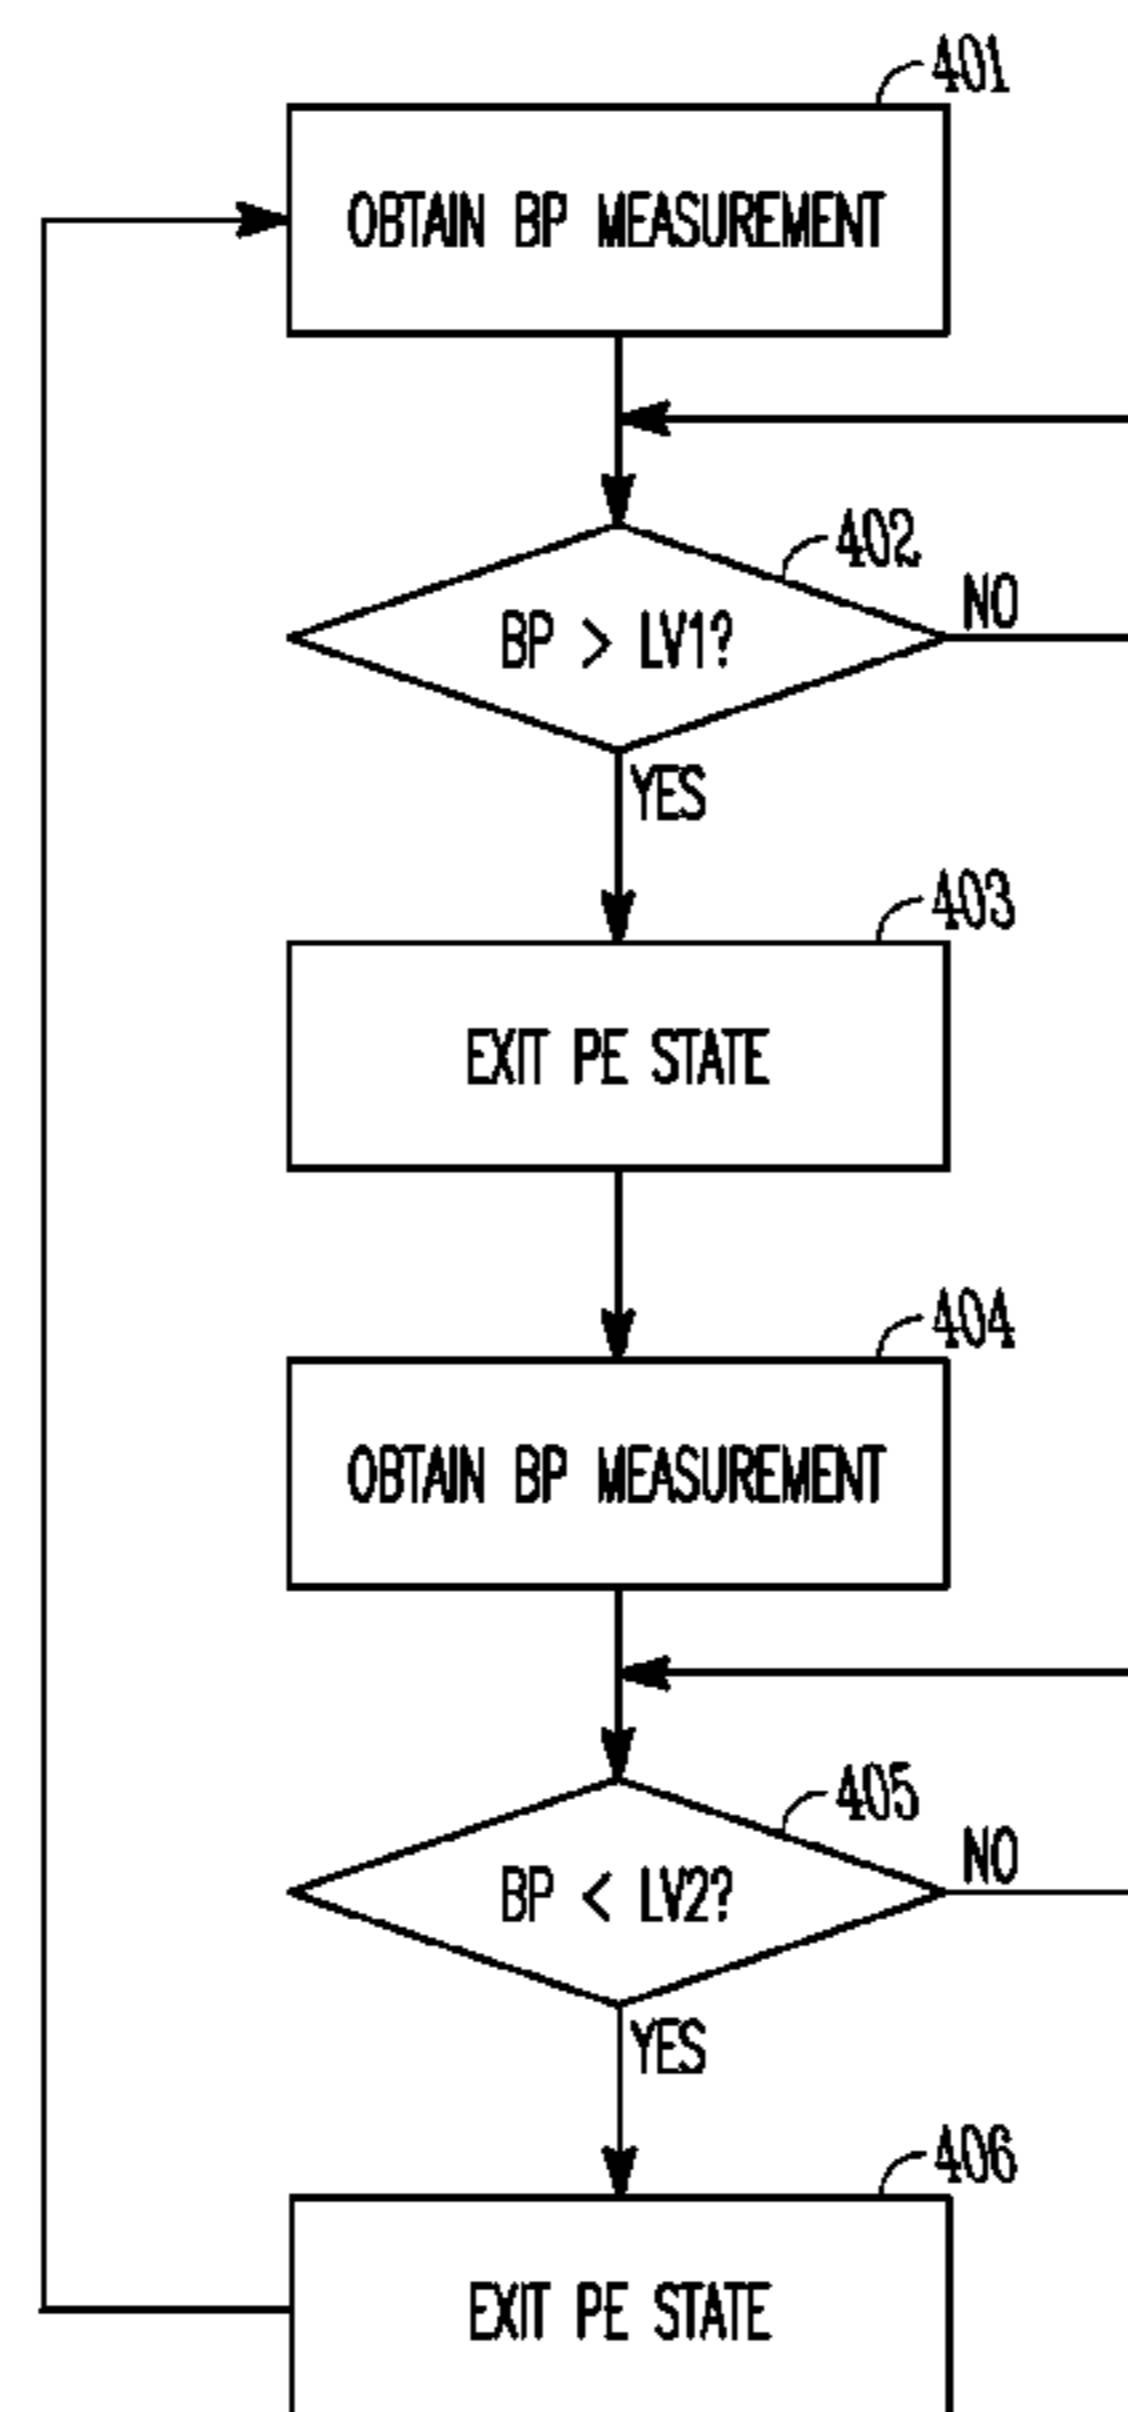 401
OBTAIN BP MEASUREMENT
402
BP > LV1?
NO
YES
403
EXIT PE STATE
404
OBTAIN BP MEASUREMENT
405
BP < LV2?
NO
YES
406
EXIT PE STATE